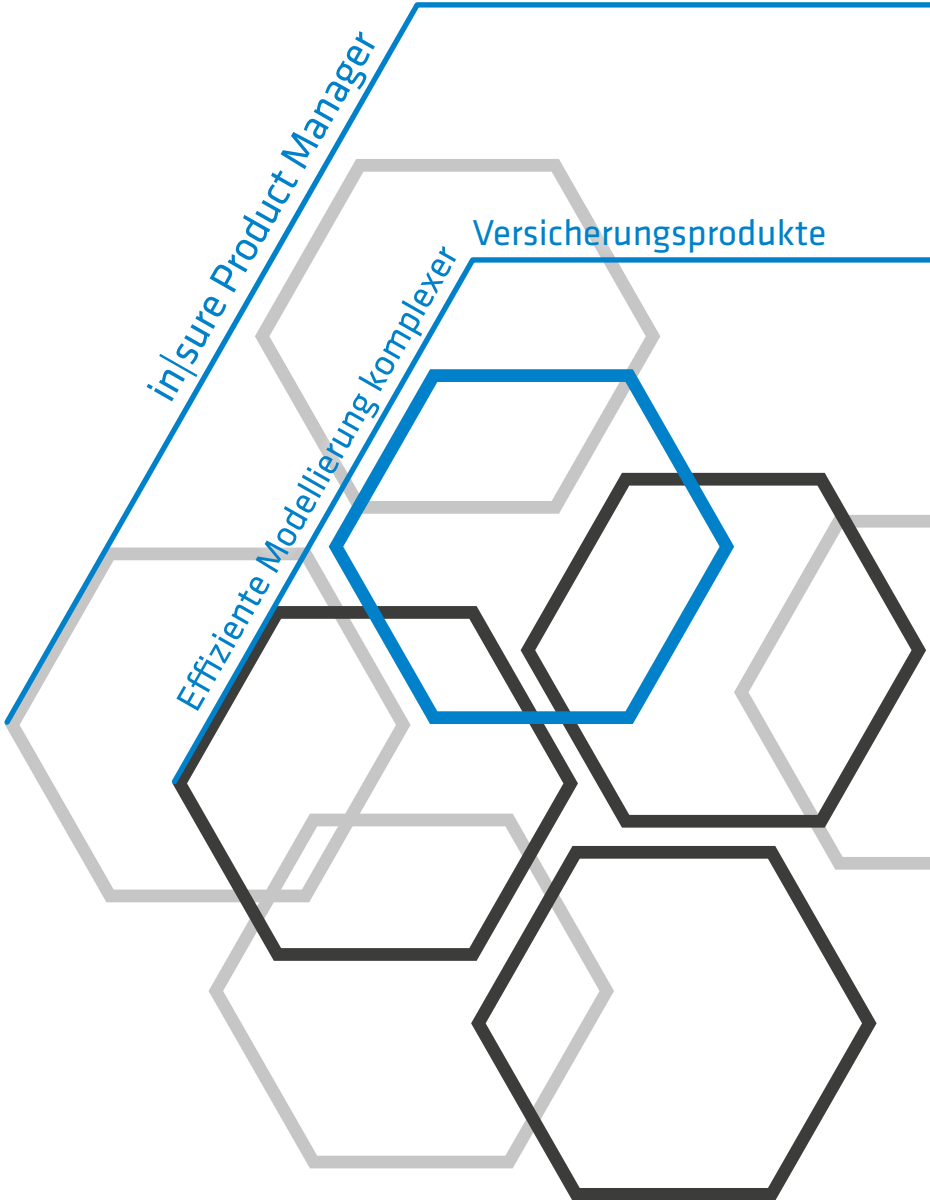 in|sure Product Manager
Effiziente Modellierung komplexer
Versicherungsprodukte